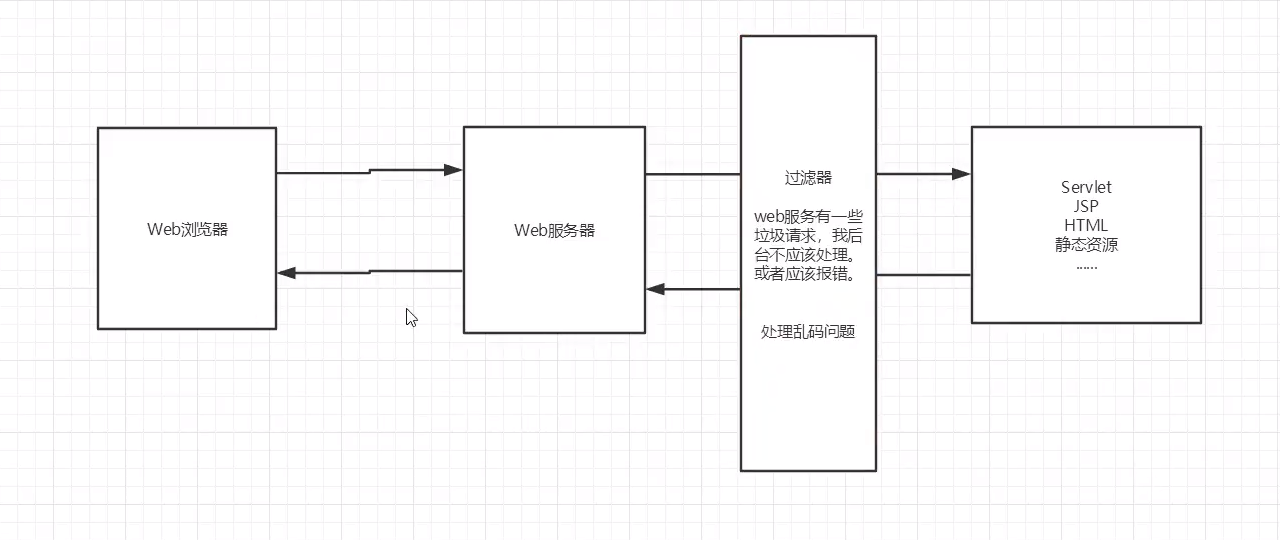 Web浏览器
Web服务器
过滤器
web服务有一些
垃圾请求，我后
台不应该处理。
或者应该报错。
处理乱码问题
Servlet
JSP
HTML
静态资源
......